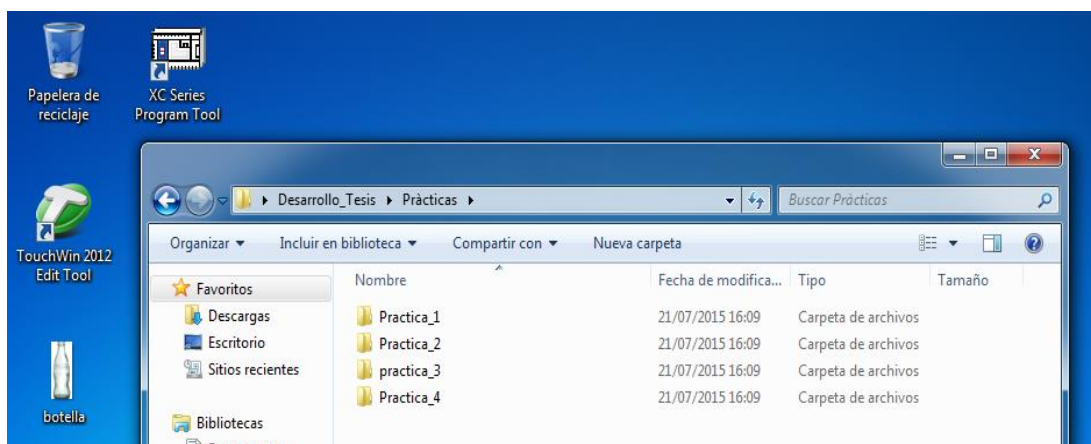 Papelera de
reciclaje
XC Series
Program Tool
TouchWin 2012
Edit Tool
botella
Desarrollo_Tesis
Pràcticas
Buscar Pràcticas
Organizar
Incluir en biblioteca
Compartir con
Nueva carpeta
Favoritos
Descargas
Escritorio
Sitios recientes
Bibliotecas
Nombre Fecha de modifica... Tipo Tamaño
Practica_1 21/07/2015 16:09 Carpeta de archivos
Practica_2 21/07/2015 16:09 Carpeta de archivos
practica_3 21/07/2015 16:09 Carpeta de archivos
Practica_4 21/07/2015 16:09 Carpeta de archivos